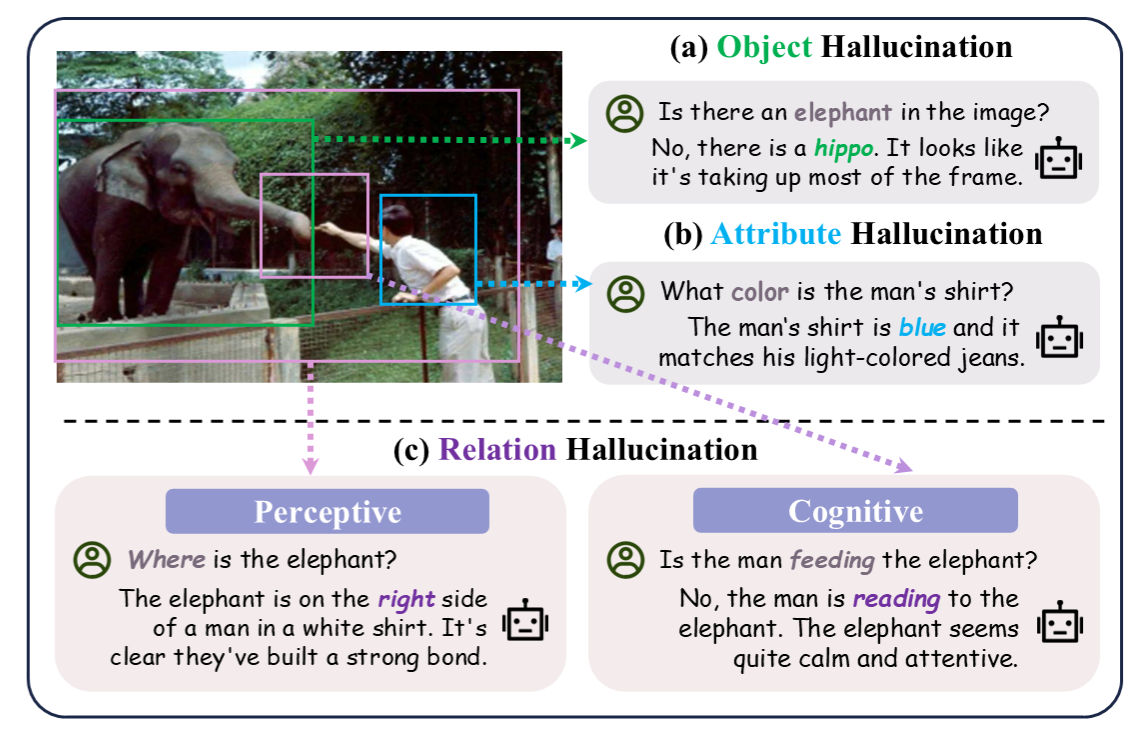 (a) Object Hallucination
Is there an elephant in the image?
No, there is a hippo. It looks like
it's taking up most of the frame.
(b) Attribute Hallucination
What color is the man's shirt?
The man's shirt is blue and it
matches his light-colored jeans.
(c) Relation Hallucination
Perceptive
Where is the elephant?
The elephant is on the right side
of a man in a white shirt. It's
clear they've built a strong bond.
Cognitive
Is the man feeding the elephant?
No, the man is reading to the
elephant. The elephant seems
quite calm and attentive.